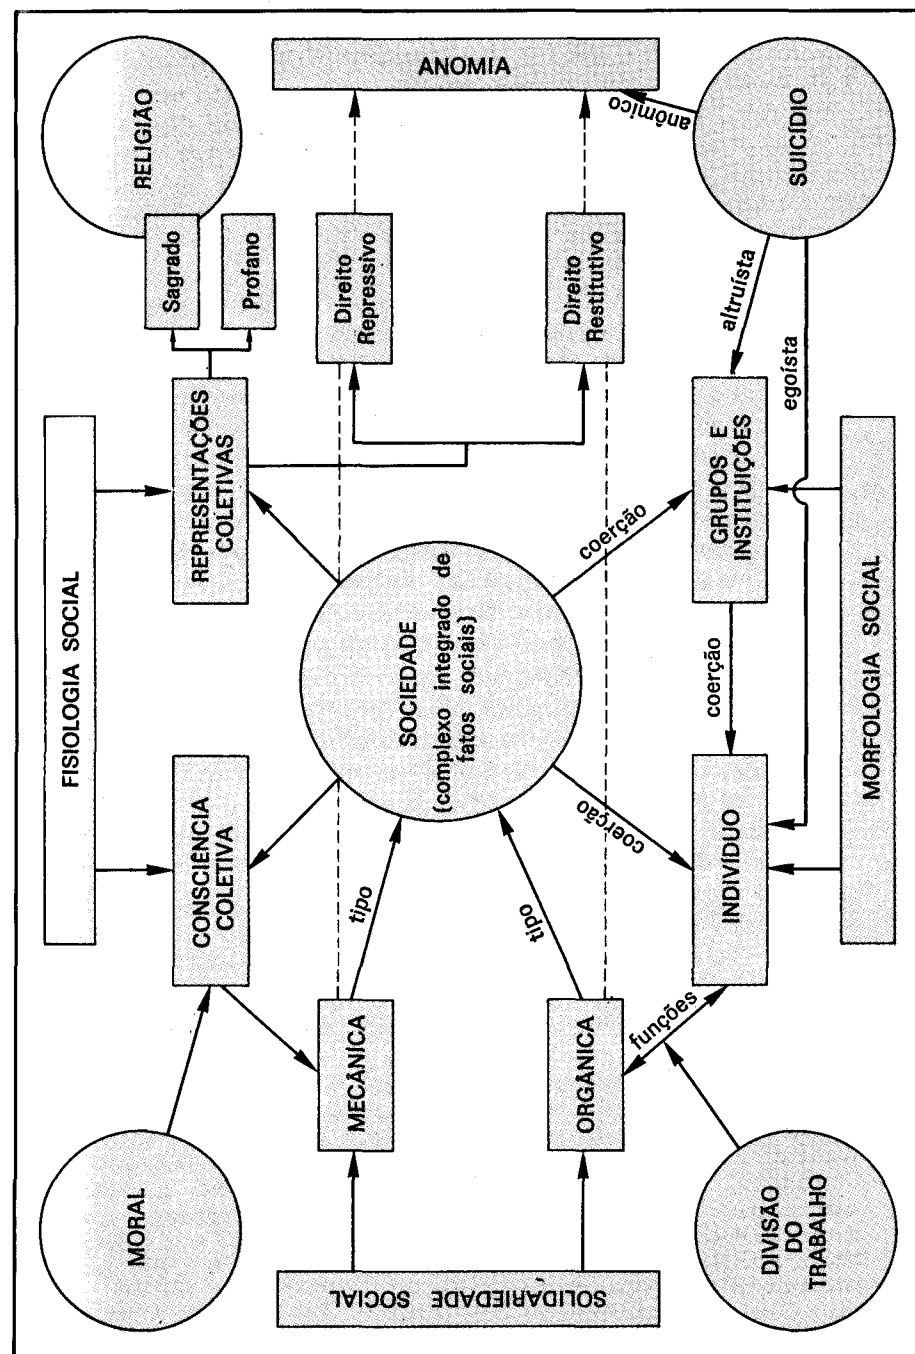 MORAL
FISIOLOGIA SOCIAL
RELIGIÃO
CONSCIÊNCIA
COLETIVA
REPRESENTAÇÕES
COLETIVAS
Sagrado
Profano
SOLIDARIEDADE SOCIAL
MECÂNICA
tipo
Direito
Repressivo
ANOMIA
SOCIEDADE
(complexo integrado de
fatos sociais)
ORGÂNICA
tipo
Direito
Restitutivo
anômico
coerção
coerção
funções
DIVISÃO
DO
TRABALHO
INDIVÍDUO
coerção
GRUPOS E
INSTITUIÇÕES
altruísta
egoísta
SUICÍDIO
MORFOLOGIA SOCIAL